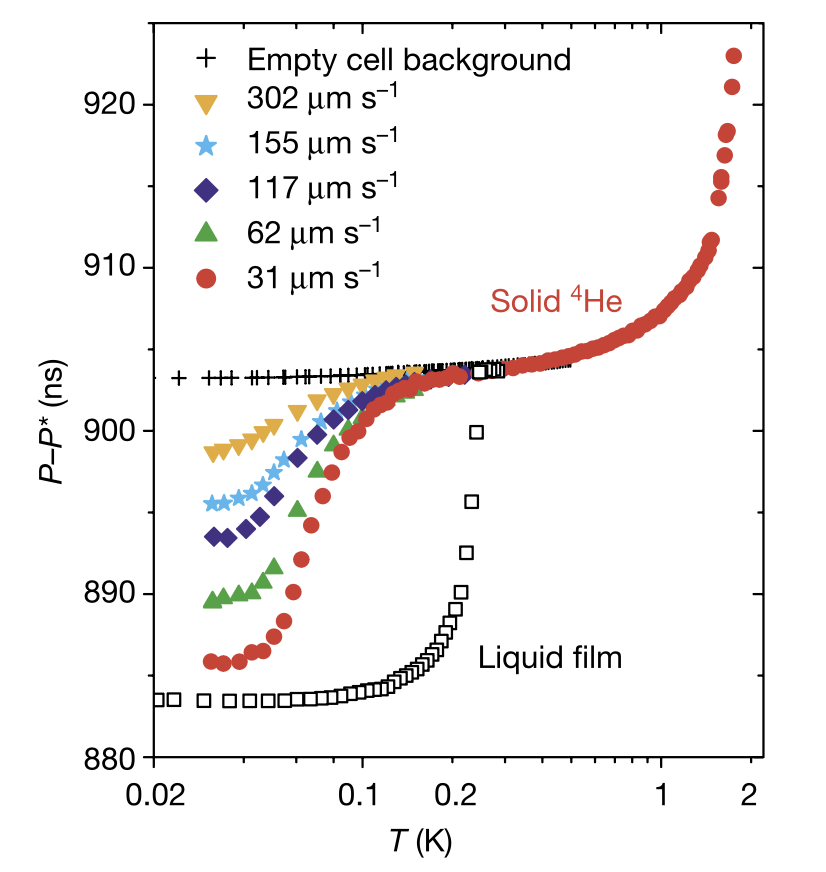 Empty cell background
302 μm s⁻¹
155 μm s⁻¹
117 μm s⁻¹
62 μm s⁻¹
31 μm s⁻¹
Solid ⁴He
Liquid film
P–P* (ns)
920
910
900
890
880
0.02
0.1
0.2
1
2
T (K)